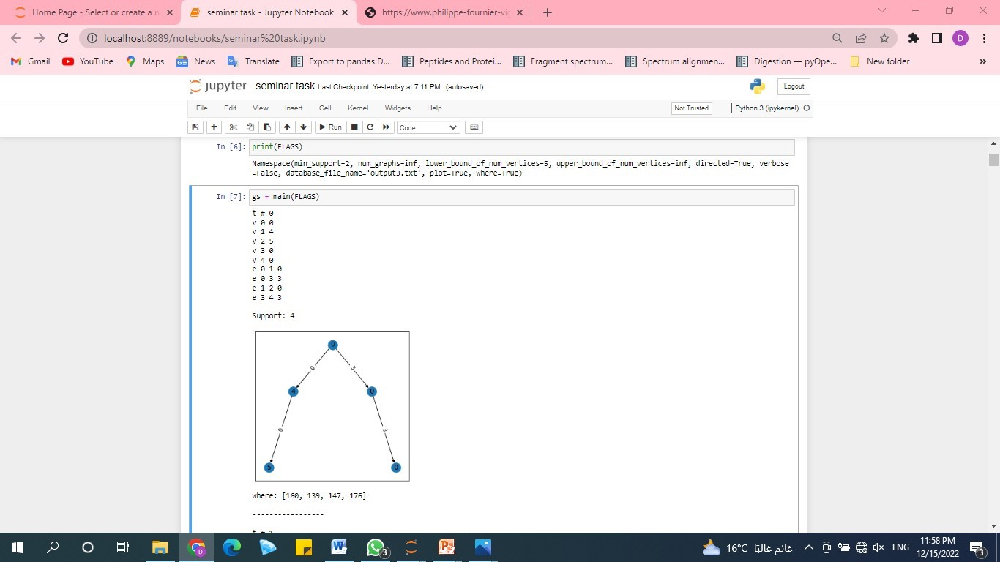 Home Page - Select or create a n
seminar task - Jupyter Notebook
https://www.philippe-fournier-vi
localhost:8889/notebooks/seminar%20task.ipynb
D
Gmail
YouTube
Maps
News
Translate
Export to pandas D...
Peptides and Protei...
Fragment spectrum...
Spectrum alignmen...
Digestion — pyOpe...
New folder
»
jupyter seminar task Last Checkpoint: Yesterday at 7:11 PM (autosaved)
Logout
File Edit View Insert Cell Kernel Widgets Help
Not Trusted
Python 3 (ipykernel)
Run
Code
In [6]: print(FLAGS)
Namespace(min_support=2, num_graphs=inf, lower_bound_of_num_vertices=5, upper_bound_of_num_vertices=inf, directed=True, verbose
=False, database_file_name='output3.txt', plot=True, where=True)
In [7]: gs = main(FLAGS)
t # 0
v 0 0
v 1 4
v 2 5
v 3 0
v 4 0
e 0 1 0
e 0 3 3
e 1 2 0
e 3 4 3
Support: 4
0
0 3
4 0
0 3
5 0
where: [160, 139, 147, 176]
-----------------
t # 1
3
16°C غائم غالبًا
ENG
11:58 PM
12/15/2022
3